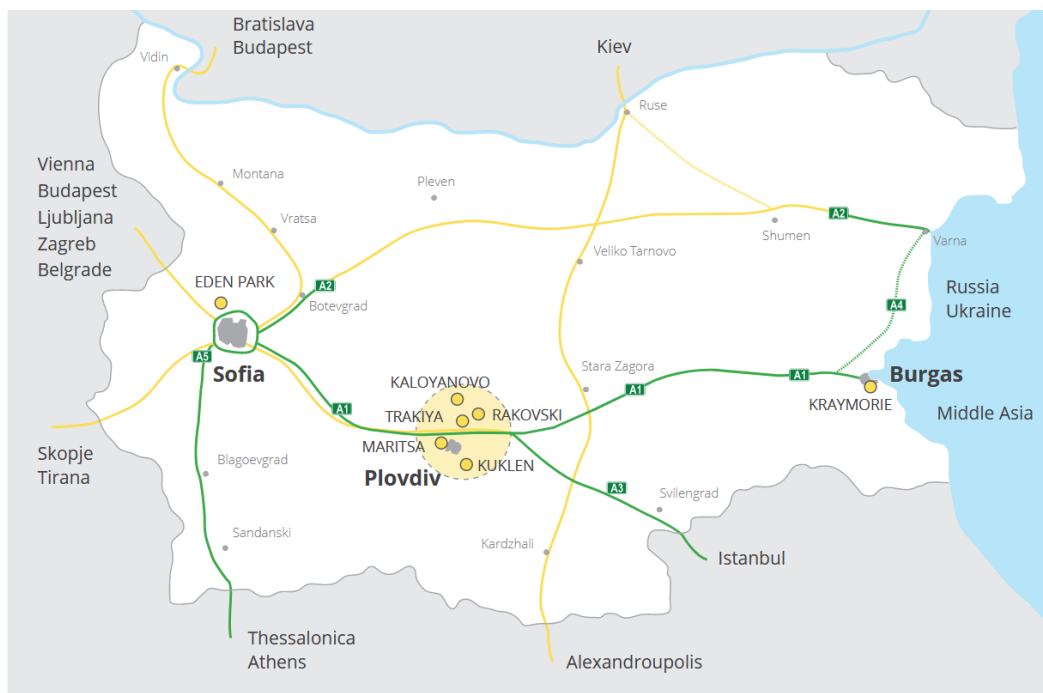 Bratislava
Budapest
Kiev
Vidin
Ruse
Vienna
Budapest
Ljubljana
Zagreb
Belgrade
Montana
Pleven
Vratsa
A2
Shumen
Varna
Veliko Tarnovo
EDEN PARK
A2
Botevgrad
Russia
Ukraine
A4
A5
Sofia
Stara Zagora
A1
A1
Burgas
KALOYANOVO
A1
TRAKIYA
RAKOVSKI
KRAYMORIE
Middle Asia
MARITSA
KUKLEN
Plovdiv
Skopje
Tirana
Blagoevgrad
A3
Svilengrad
Sandanski
Kardzhali
Istanbul
Thessalonica
Athens
Alexandroupolis